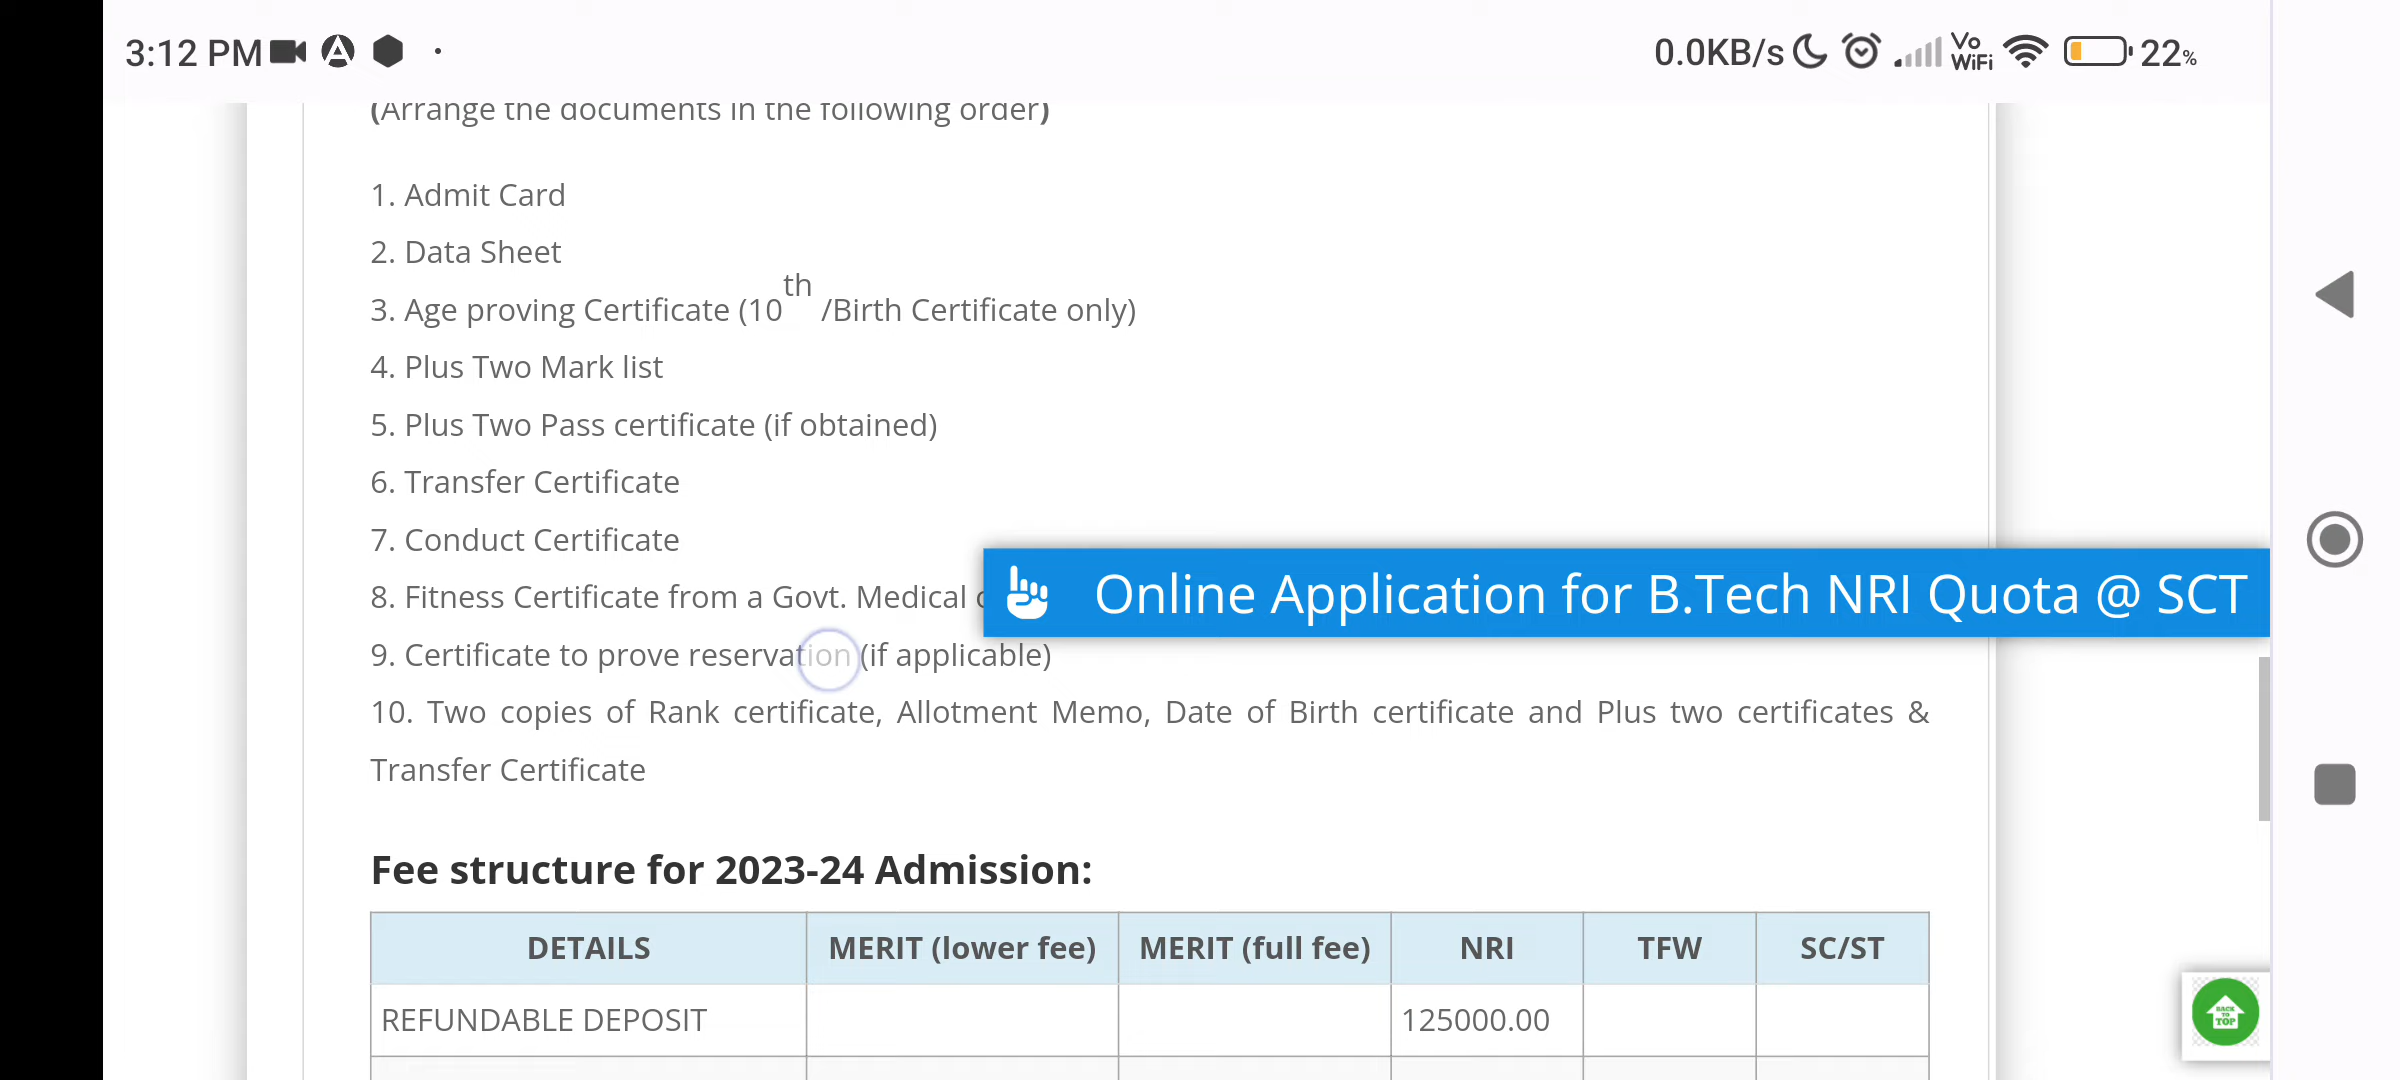 3:12 PM
0.0KB/s Vo WiFi 22%
(Arrange the documents in the following order)
1. Admit Card
2. Data Sheet
3. Age proving Certificate (10th /Birth Certificate only)
4. Plus Two Mark list
5. Plus Two Pass certificate (if obtained)
6. Transfer Certificate
7. Conduct Certificate
8. Fitness Certificate from a Govt. Medical
Online Application for B.Tech NRI Quota @ SCT
9. Certificate to prove reservation (if applicable)
10. Two copies of Rank certificate, Allotment Memo, Date of Birth certificate and Plus two certificates &
Transfer Certificate
Fee structure for 2023-24 Admission:
DETAILS MERIT (lower fee) MERIT (full fee) NRI TFW SC/ST
REFUNDABLE DEPOSIT 125000.00
BACK
TO
TOP